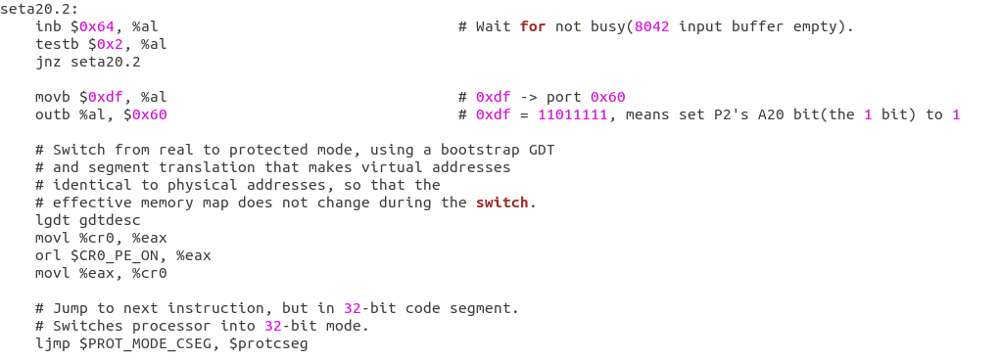 seta20.2:
    inb $0x64, %al                                  # Wait for not busy(8042 input buffer empty).
    testb $0x2, %al
    jnz seta20.2

    movb $0xdf, %al                                 # 0xdf -> port 0x60
    outb %al, $0x60                                 # 0xdf = 11011111, means set P2's A20 bit(the 1 bit) to 1

    # Switch from real to protected mode, using a bootstrap GDT
    # and segment translation that makes virtual addresses
    # identical to physical addresses, so that the
    # effective memory map does not change during the switch.
    lgdt gdtdesc
    movl %cr0, %eax
    orl $CR0_PE_ON, %eax
    movl %eax, %cr0

    # Jump to next instruction, but in 32-bit code segment.
    # Switches processor into 32-bit mode.
    ljmp $PROT_MODE_CSEG, $protcseg